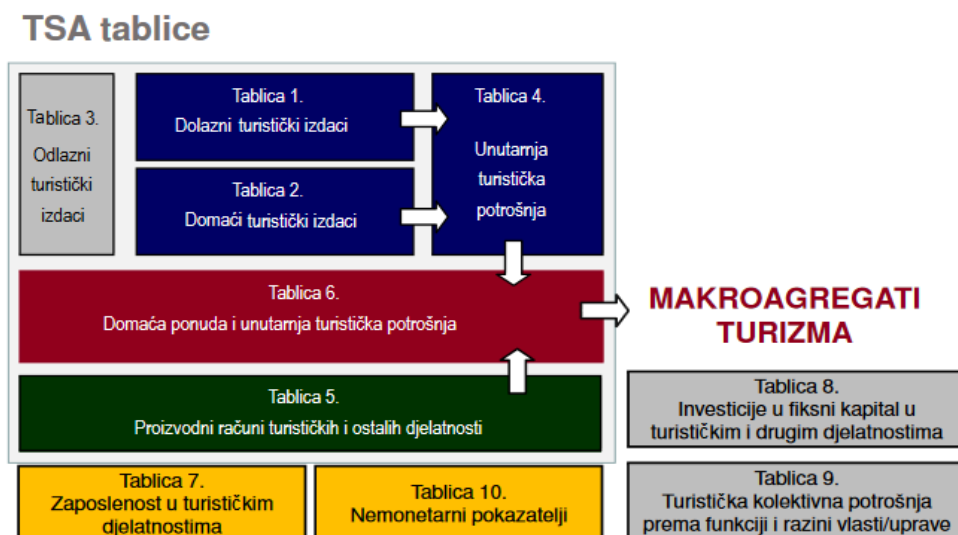 TSA tablice
Tablica 3.
Odlazni
turistički
izdaci
Tablica 1.
Dolazni turistički izdaci
Tablica 2.
Domaći turistički izdaci
Tablica 4.
Unutarnja
turistička
potrošnja
Tablica 6.
Domaća ponuda i unutarnja turistička potrošnja
MAKROAGREGATI
TURIZMA
Tablica 5.
Proizvodni računi turističkih i ostalih djelatnosti
Tablica 8.
Investicije u fiksni kapital u
turističkim i drugim djelatnostima
Tablica 7.
Zaposlenost u turističkim
djelatnostima
Tablica 10.
Nemonetarni pokazatelji
Tablica 9.
Turistička kolektivna potrošnja
prema funkciji i razini vlasti/uprave